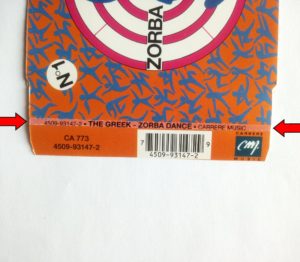 ZORBA
N°1
4509-93147-2 • THE GREEK - ZORBA DANCE • CARRERE MUSIC
CA 773
4509-93147-2
7 9
4509-93147-2
CARRERE
MUSIC